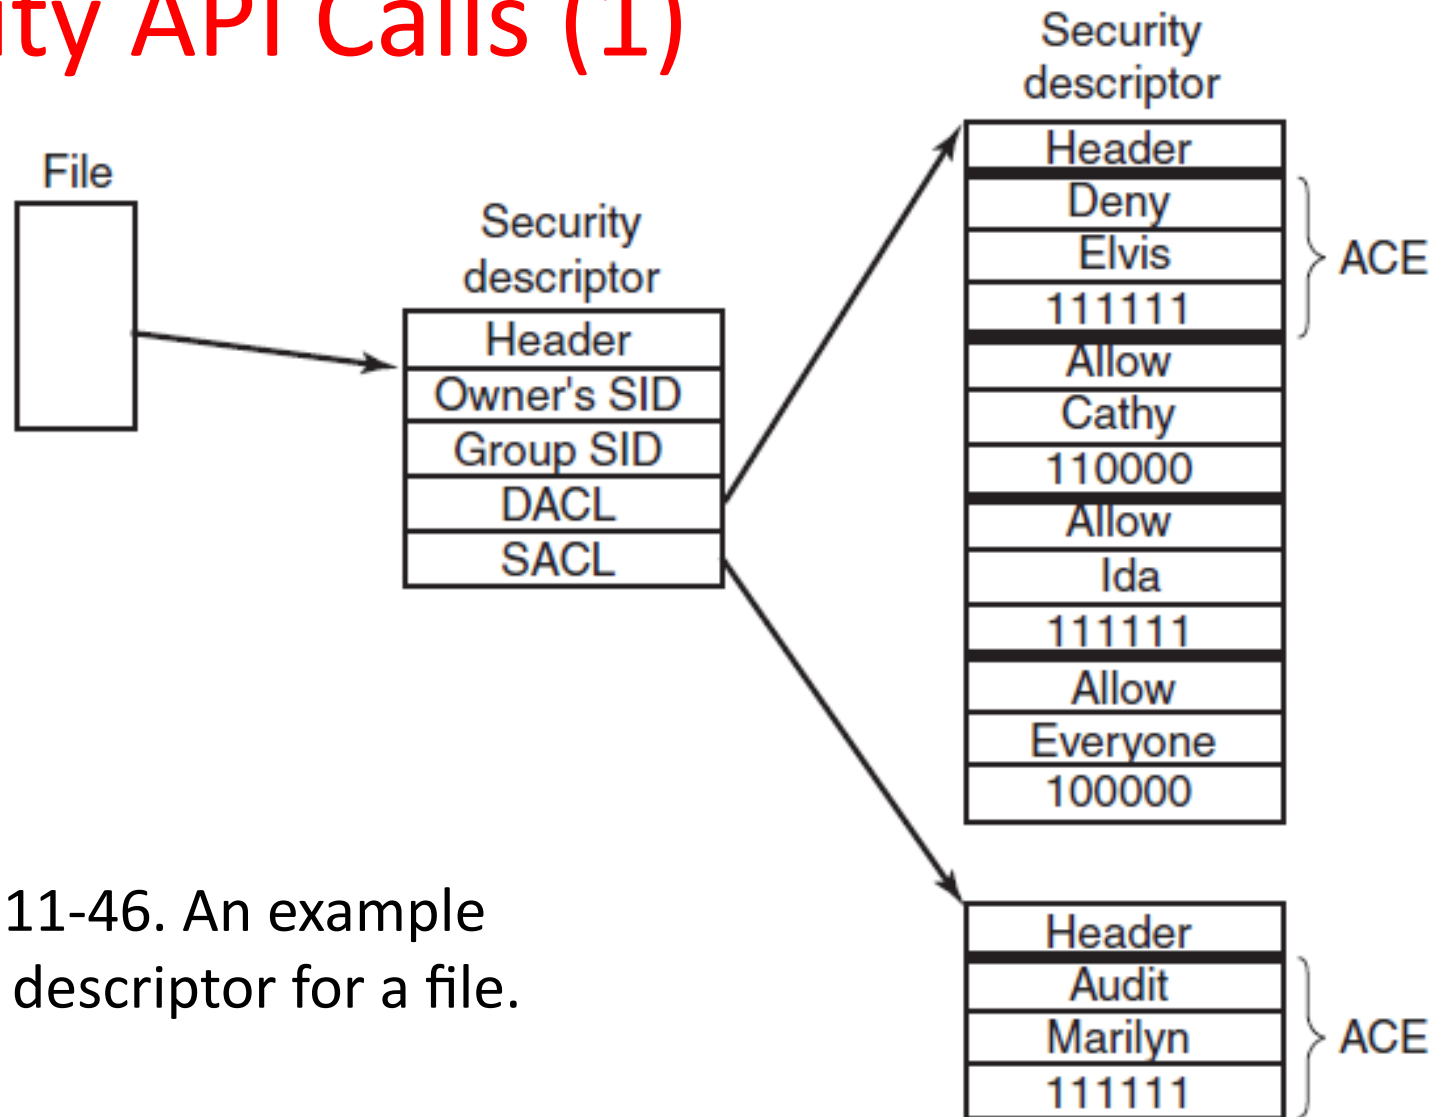 ity API Calls (1)
File
Security
descriptor
Header
Owner's SID
Group SID
DACL
SACL
Security
descriptor
Header
Deny
Elvis
111111
ACE
Allow
Cathy
110000
Allow
Ida
111111
Allow
Everyone
100000
Header
Audit
Marilyn
111111
ACE
11-46. An example
descriptor for a file.